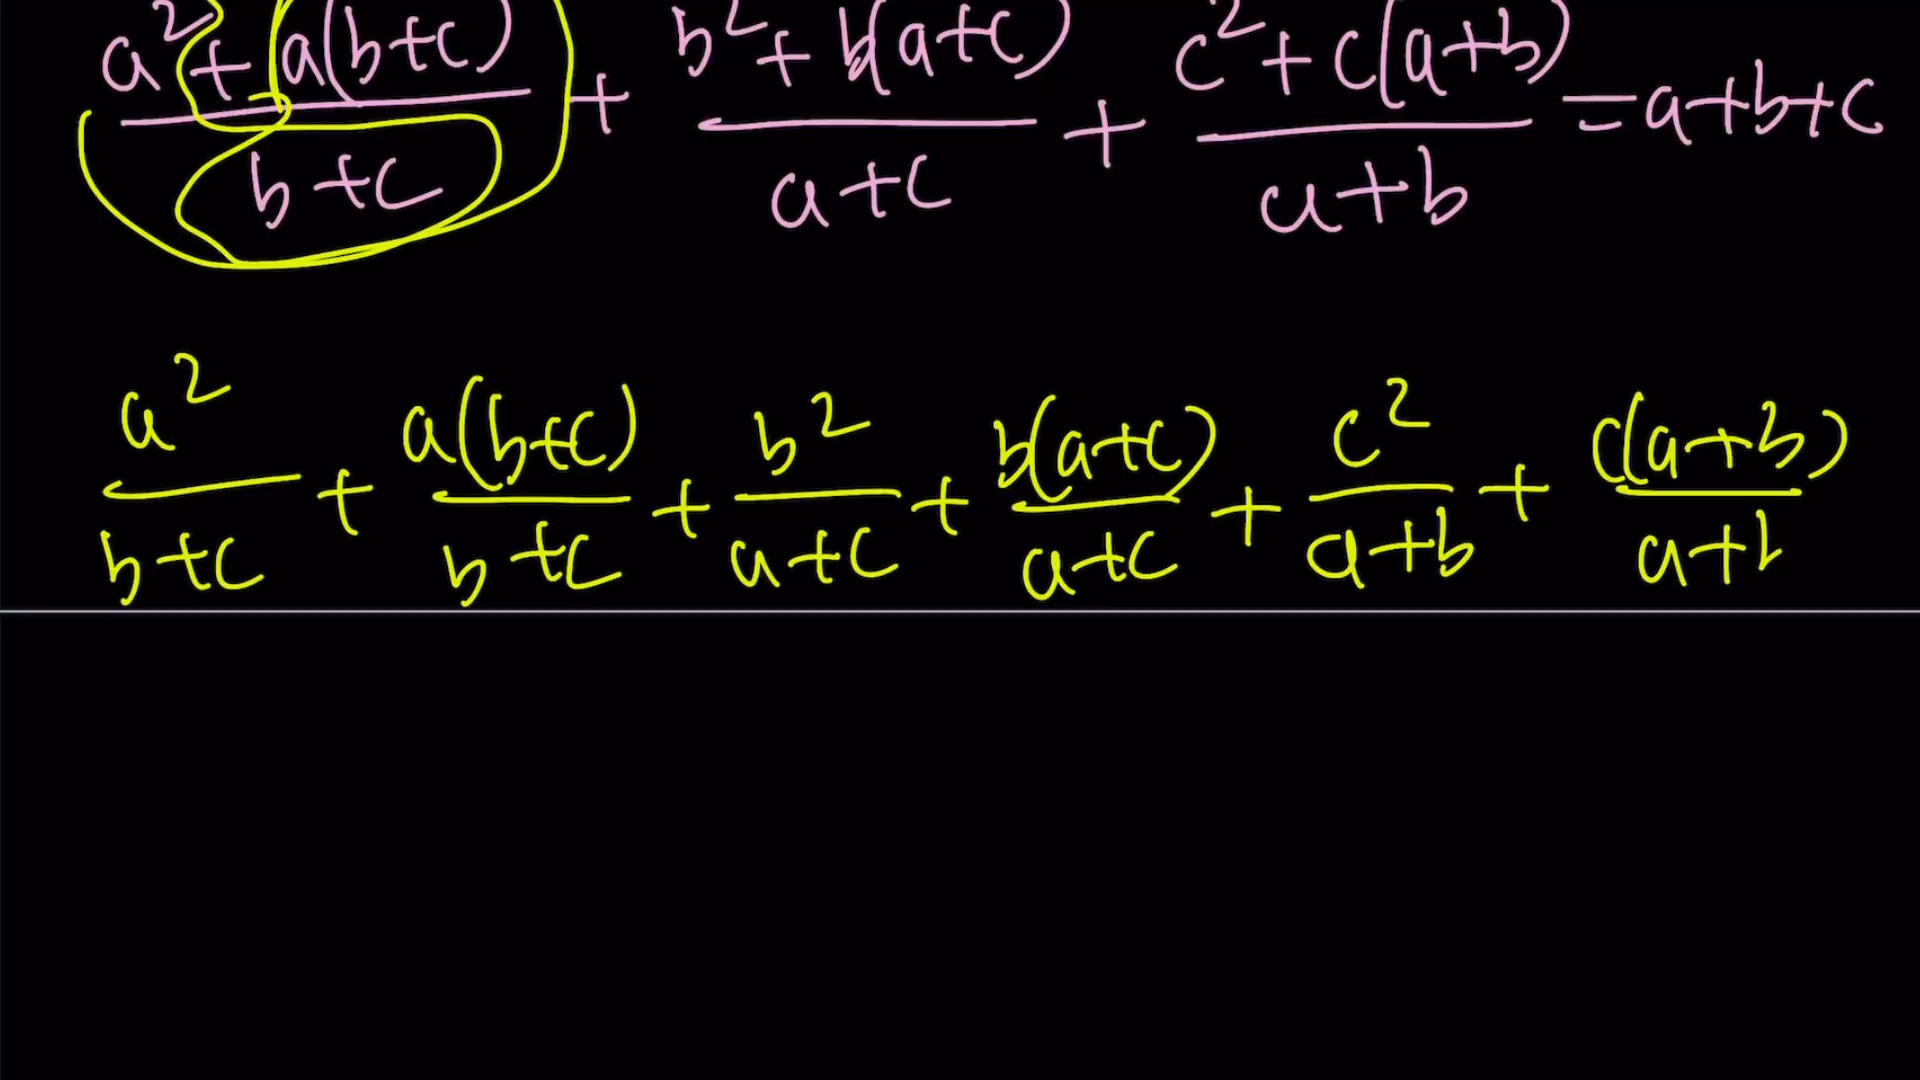 a² + a(b+c) / b+c + b² + b(a+c) / a+c + c² + c(a+b) / a+b = a+b+c
a² / b+c + a(b+c) / b+c + b² / a+c + b(a+c) / a+c + c² / a+b + c(a+b) / a+b